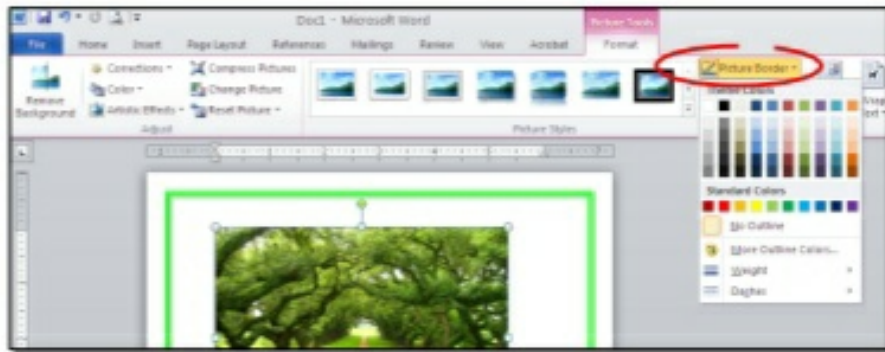 Doc1 - Microsoft Word
Picture Tools
File Home Insert Page Layout References Mailings Review View Acrobat Format
Remove Background
Corrections
Color
Artistic Effects
Compress Pictures
Change Picture
Reset Picture
Adjust
Picture Styles
Picture Border
Theme Colors
Standard Colors
No Outline
More Outline Colors...
Weight
Dashes